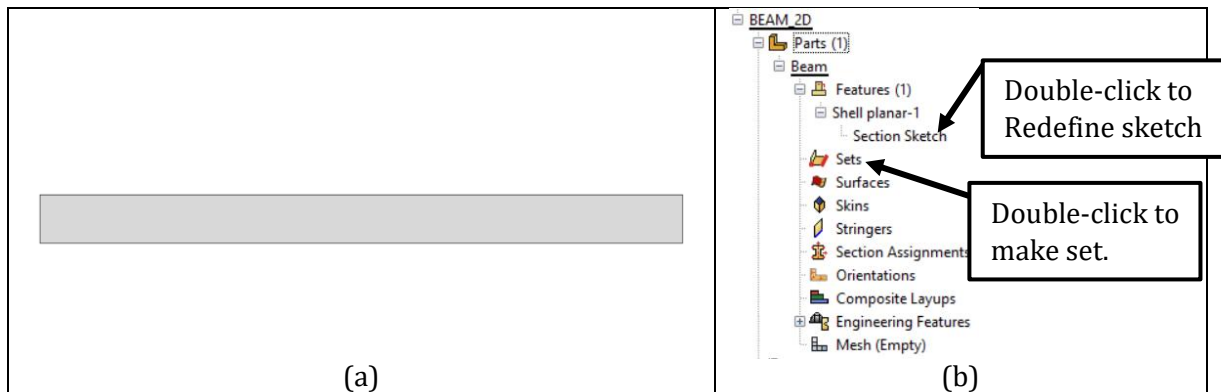 BEAM_2D
Parts (1)
Beam
Features (1)
Shell planar-1
Section Sketch
Sets
Surfaces
Skins
Stringers
Section Assignments
Orientations
Composite Layups
Engineering Features
Mesh (Empty)
Double-click to
Redefine sketch
Double-click to
make set.
(a)
(b)